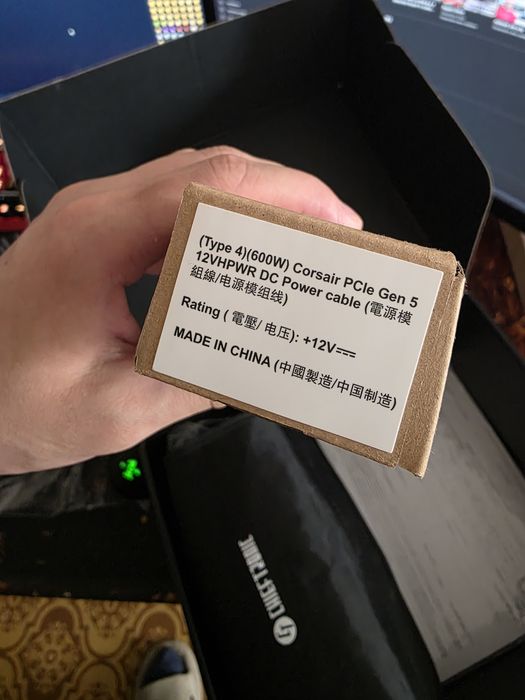 (Type 4)(600W) Corsair PCIe Gen 5
12VHPWR DC Power cable (電源模
組線/电源模组线)
Rating ( 電壓/ 电压): +12V⎓
MADE IN CHINA (中國製造/中国制造)
CHIEFTRONIC